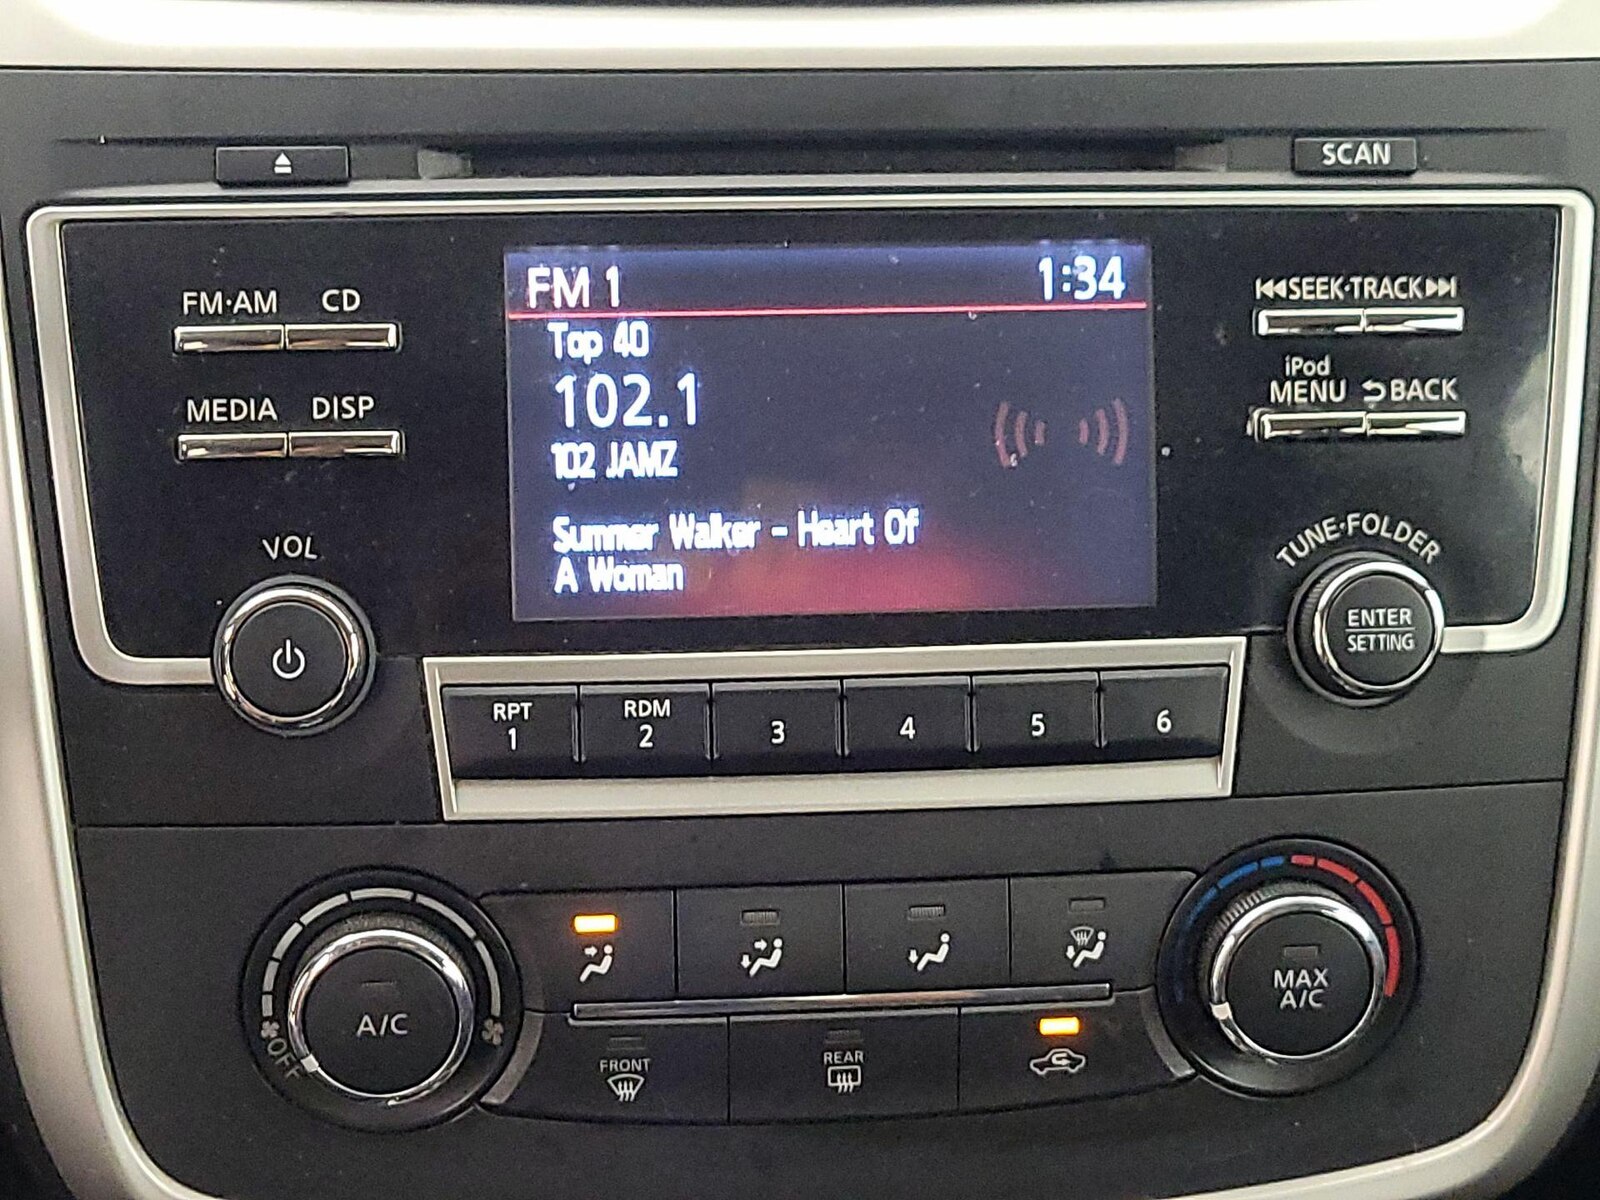 SCAN
FM·AM CD
MEDIA DISP
VOL
FM 1 1:34
Top 40
102.1
102 JAMZ
Summer Walker - Heart Of
A Woman
SEEK·TRACK
iPod
MENU BACK
TUNE·FOLDER
ENTER
SETTING
RPT
1
RDM
2
3
4
5
6
A/C
OFF
MAX
A/C
FRONT
REAR